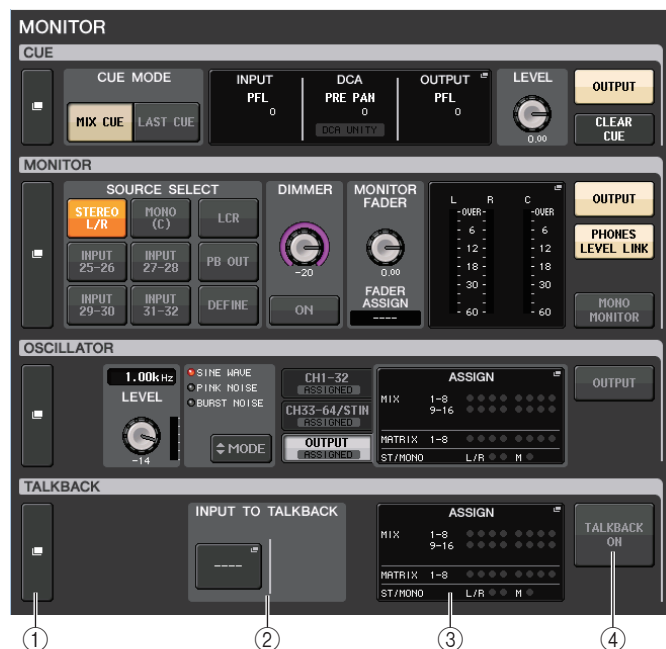 MONITOR
CUE
CUE MODE
MIX CUE
LAST CUE
INPUT
PFL
0
DCA
PRE PAN
0
DCA UNITY
OUTPUT
PFL
0
LEVEL
0.00
OUTPUT
CLEAR
CUE
MONITOR
SOURCE SELECT
STEREO
L/R
MONO
(C)
LCR
INPUT
25-26
INPUT
27-28
PB OUT
INPUT
29-30
INPUT
31-32
DEFINE
DIMMER
-20
ON
MONITOR
FADER
0.00
FADER
ASSIGN
----
L R C
-OVER- -OVER
- 6 - - 6
- 12 - - 12
- 18 - - 18
- 30 - - 30
- 60 - - 60
OUTPUT
PHONES
LEVEL LINK
MONO
MONITOR
OSCILLATOR
1.00kHz
LEVEL
-14
SINE WAVE
PINK NOISE
BURST NOISE
MODE
CH1-32
ASSIGNED
CH33-64/STIN
ASSIGNED
OUTPUT
ASSIGNED
ASSIGN
MIX 1-8
9-16
MATRIX 1-8
ST/MONO L/R M
OUTPUT
TALKBACK
INPUT TO TALKBACK
----
ASSIGN
MIX 1-8
9-16
MATRIX 1-8
ST/MONO L/R M
TALKBACK
ON
① ② ③ ④